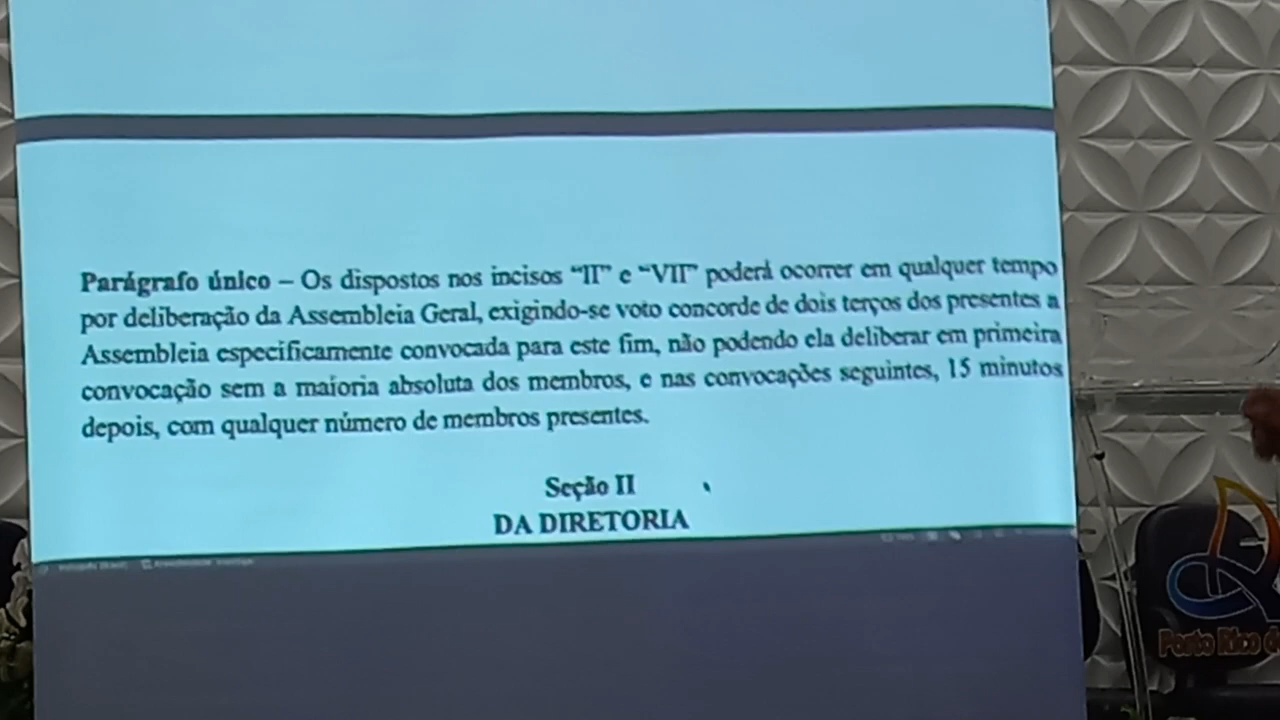 Parágrafo único – Os dispostos nos incisos “II” e “VII” poderá ocorrer em qualquer tempo
por deliberação da Assembleia Geral, exigindo-se voto concorde de dois terços dos presentes a
Assembleia especificamente convocada para este fim, não podendo ela deliberar em primeira
convocação sem a maioria absoluta dos membros, e nas convocações seguintes, 15 minutos
depois, com qualquer número de membros presentes.
Seção II
DA DIRETORIA
Porto Rico